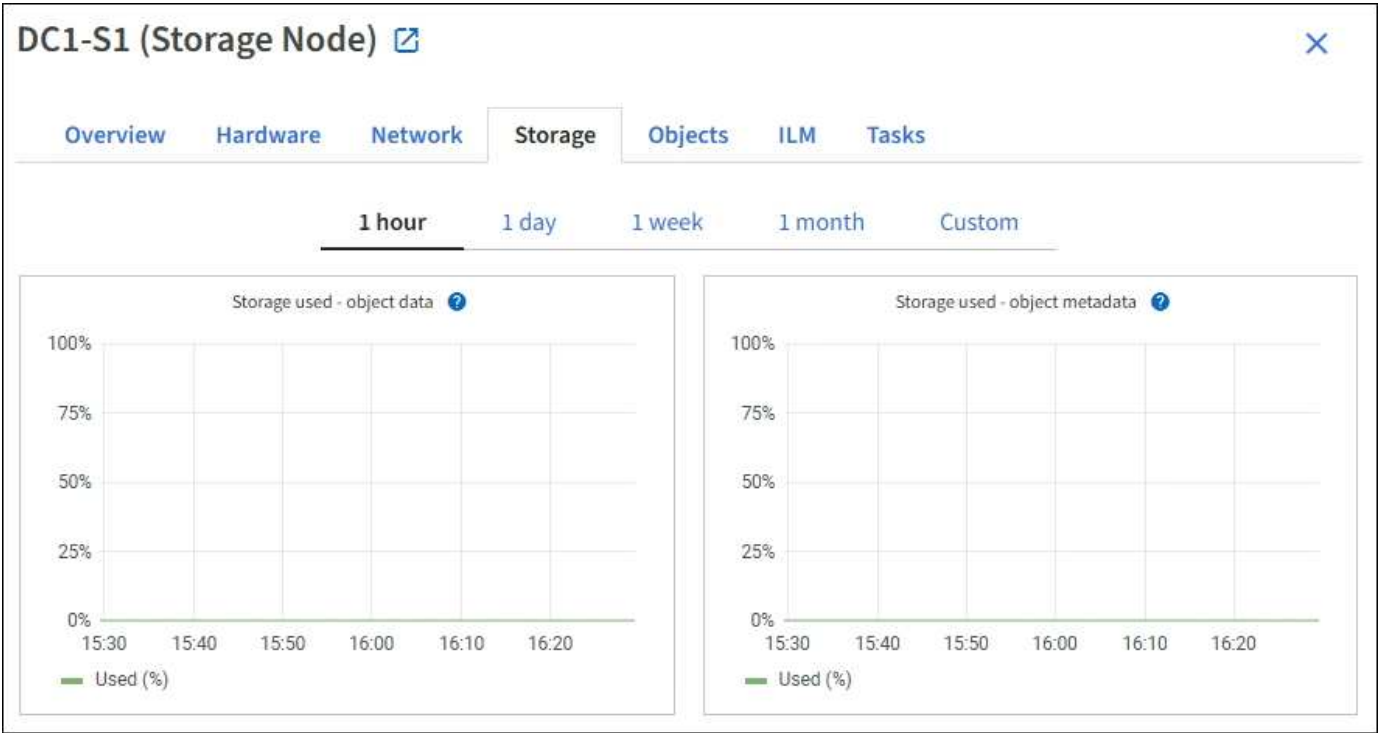 DC1-S1 (Storage Node)
Overview Hardware Network Storage Objects ILM Tasks
1 hour 1 day 1 week 1 month Custom
Storage used - object data ?
100%
75%
50%
25%
0%
15:30 15:40 15:50 16:00 16:10 16:20
Used (%)
Storage used - object metadata ?
100%
75%
50%
25%
0%
15:30 15:40 15:50 16:00 16:10 16:20
Used (%)